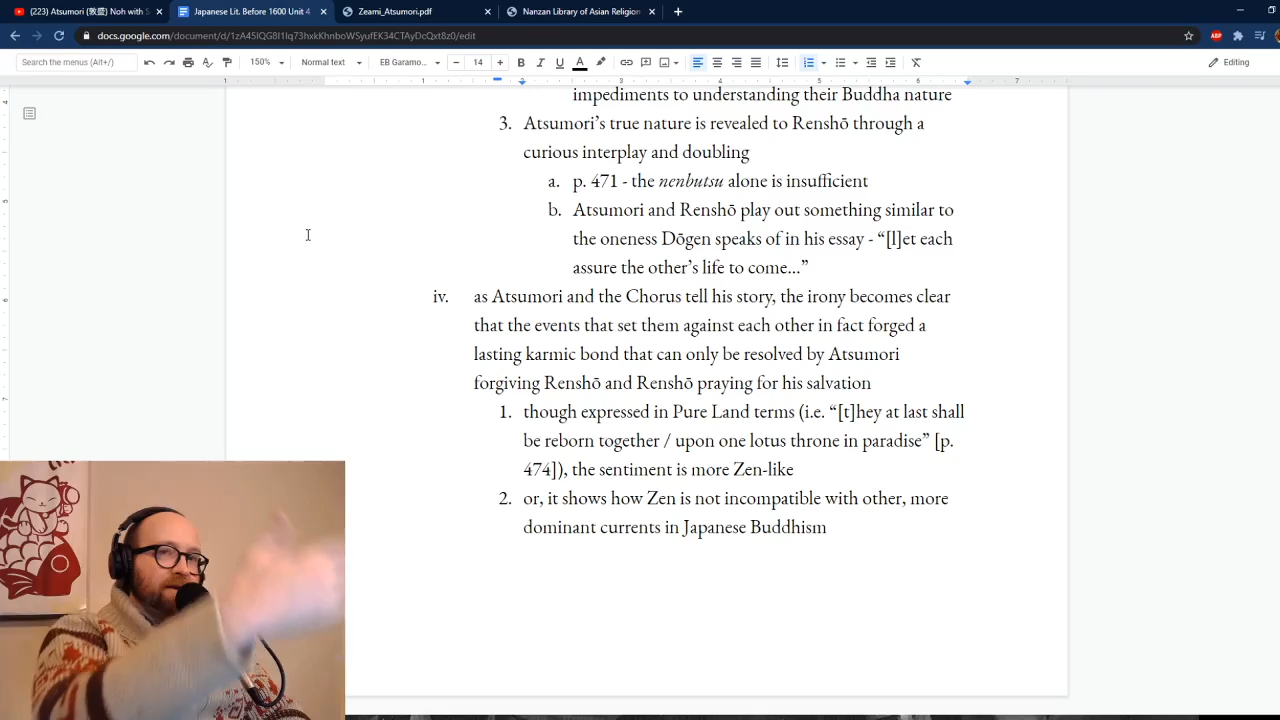 (223) Atsumori (敦盛) Noh with S
Japanese Lit. Before 1600 Unit 4
Zeami_Atsumori.pdf
Nanzan Library of Asian Religion
docs.google.com/document/d/1zA45IQG8I1Iq73hxkKhnboWSyufEK34CTAyDcQxt8z0/edit
Search the menus (Alt+/)
150%
Normal text
EB Garamo...
14
Editing
impediments to understanding their Buddha nature
3. Atsumori’s true nature is revealed to Renshō through a
curious interplay and doubling
a. p. 471 - the nenbutsu alone is insufficient
b. Atsumori and Renshō play out something similar to
the oneness Dōgen speaks of in his essay - “[l]et each
assure the other’s life to come...”
iv. as Atsumori and the Chorus tell his story, the irony becomes clear
that the events that set them against each other in fact forged a
lasting karmic bond that can only be resolved by Atsumori
forgiving Renshō and Renshō praying for his salvation
1. though expressed in Pure Land terms (i.e. “[t]hey at last shall
be reborn together / upon one lotus throne in paradise” [p.
474]), the sentiment is more Zen-like
2. or, it shows how Zen is not incompatible with other, more
dominant currents in Japanese Buddhism